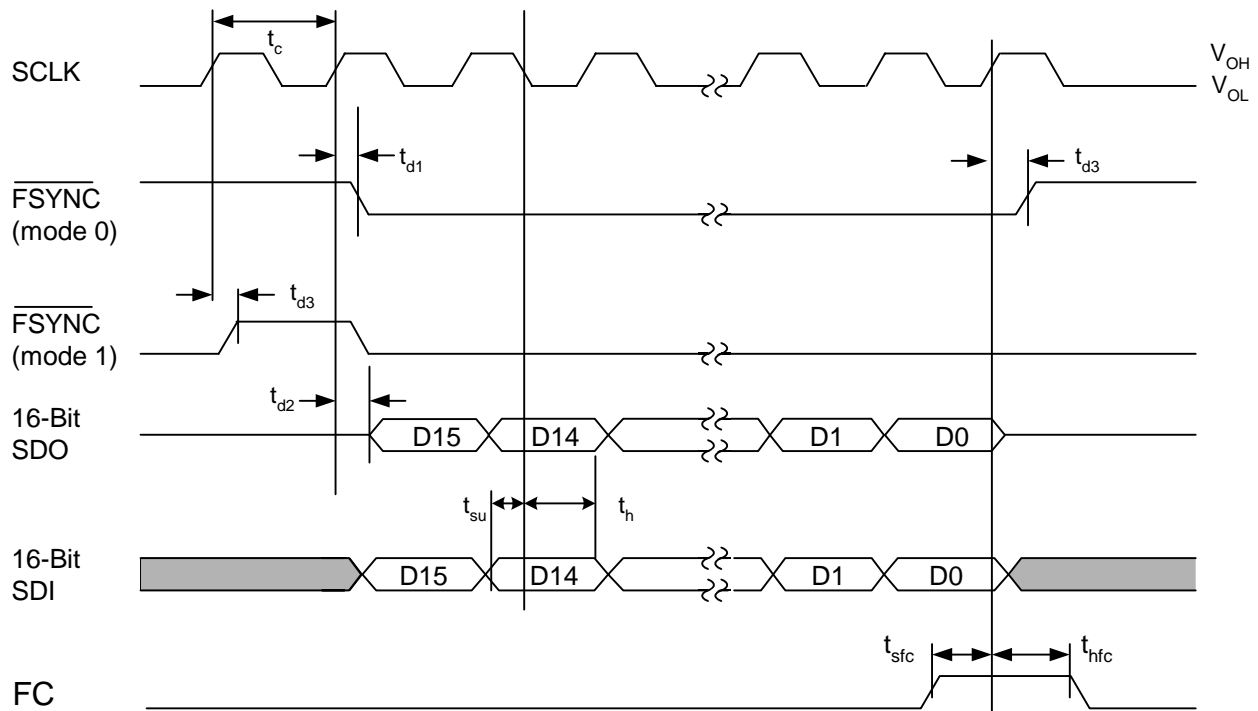 t_c
SCLK
V_OH
V_OL
t_d1
t_d3
FSYNC
(mode 0)
t_d3
FSYNC
(mode 1)
t_d2
16-Bit
SDO
D15 D14 D1 D0
t_su t_h
16-Bit
SDI
D15 D14 D1 D0
t_sfc t_hfc
FC